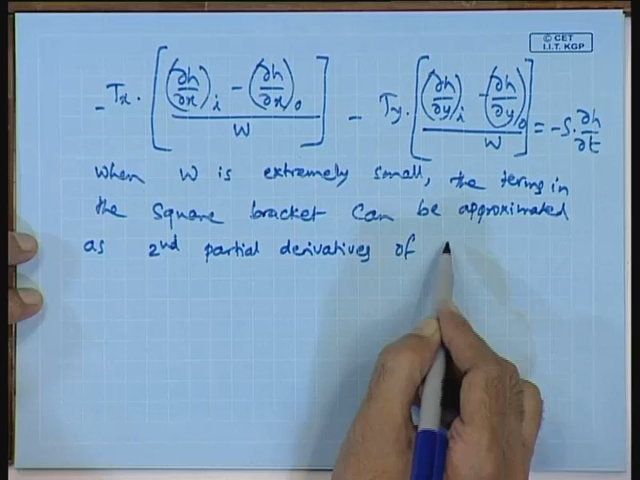 © CET
I.I.T. KGP
-Tx · [((∂h/∂x)i - (∂h/∂x)o)/W] - Ty · [((∂h/∂y)i - (∂h/∂y)o)/W] = -S · ∂h/∂t
When W is extremely small, the terms in
the square bracket can be approximated
as 2nd partial derivatives of